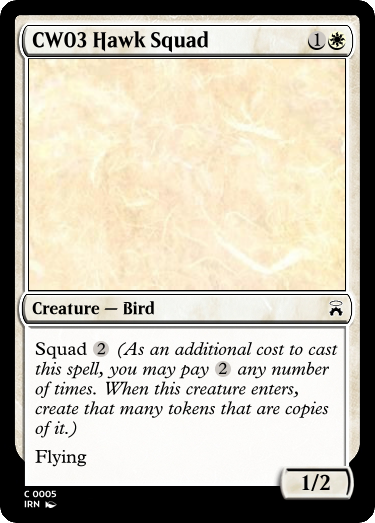 CW03 Hawk Squad 1
Creature — Bird
Squad 2 (As an additional cost to cast
this spell, you may pay 2 any number
of times. When this creature enters,
create that many tokens that are copies
of it.)
Flying
1/2
C 0005
IRN